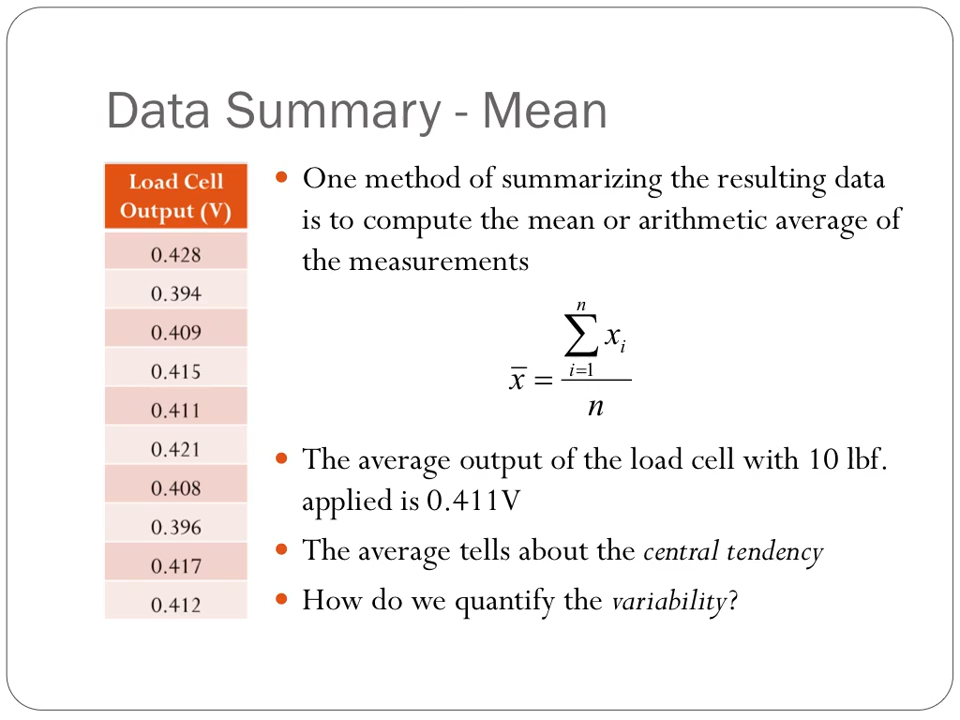 Data Summary - Mean
Load Cell
Output (V)
0.428
0.394
0.409
0.415
0.411
0.421
0.408
0.396
0.417
0.412
• One method of summarizing the resulting data
is to compute the mean or arithmetic average of
the measurements
x̄ = \frac{\sum_{i=1}^{n} x_i}{n}
• The average output of the load cell with 10 lbf.
applied is 0.411V
• The average tells about the central tendency
• How do we quantify the variability?